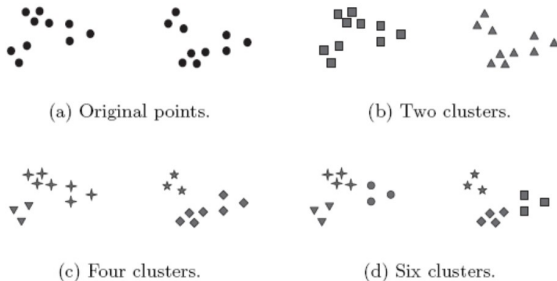 (a) Original points.
(b) Two clusters.
(c) Four clusters.
(d) Six clusters.